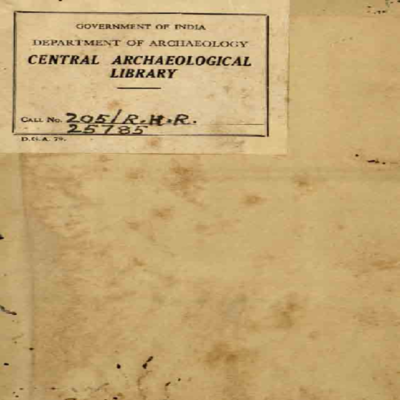 GOVERNMENT OF INDIA
DEPARTMENT OF ARCHAEOLOGY
CENTRAL ARCHAEOLOGICAL
LIBRARY
CALL No. 205/R.H.R.
25785
D.G.A. 79.